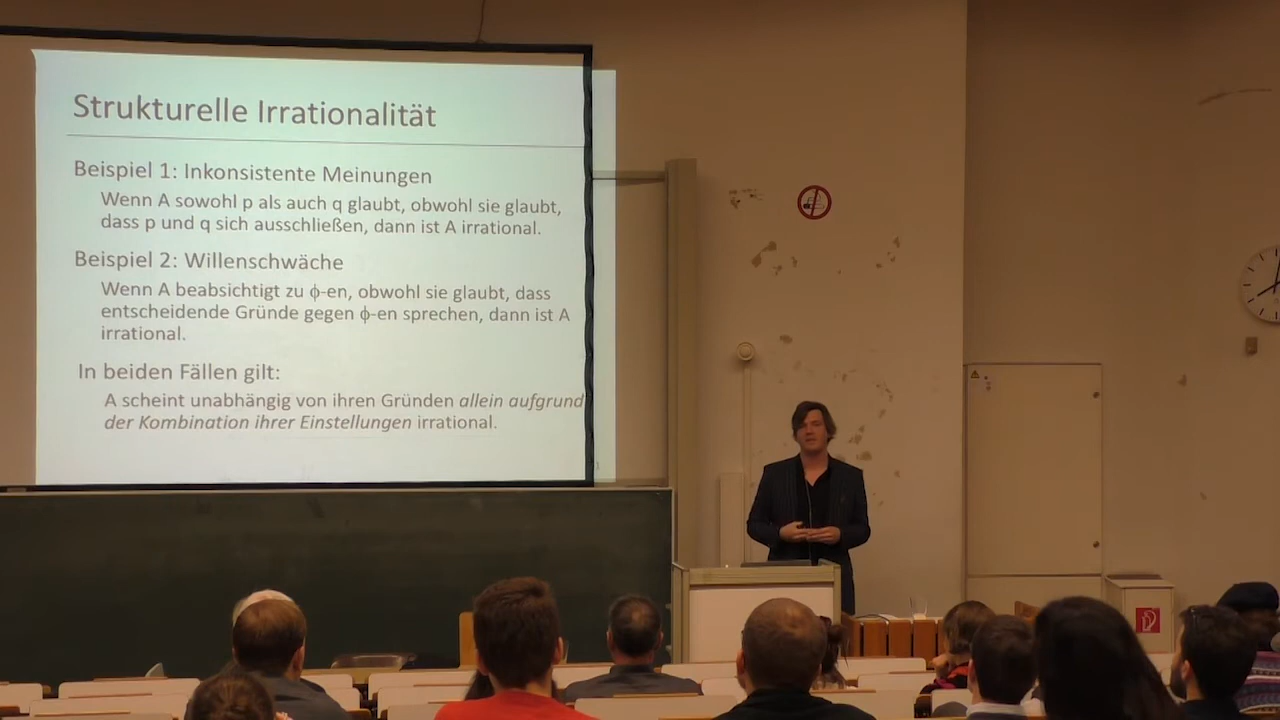 Strukturelle Irrationalität
Beispiel 1: Inkonsistente Meinungen
Wenn A sowohl p als auch q glaubt, obwohl sie glaubt,
dass p und q sich ausschließen, dann ist A irrational.
Beispiel 2: Willenschwäche
Wenn A beabsichtigt zu ϕ-en, obwohl sie glaubt, dass
entscheidende Gründe gegen ϕ-en sprechen, dann ist A
irrational.
In beiden Fällen gilt:
A scheint unabhängig von ihren Gründen allein aufgrund
der Kombination ihrer Einstellungen irrational.